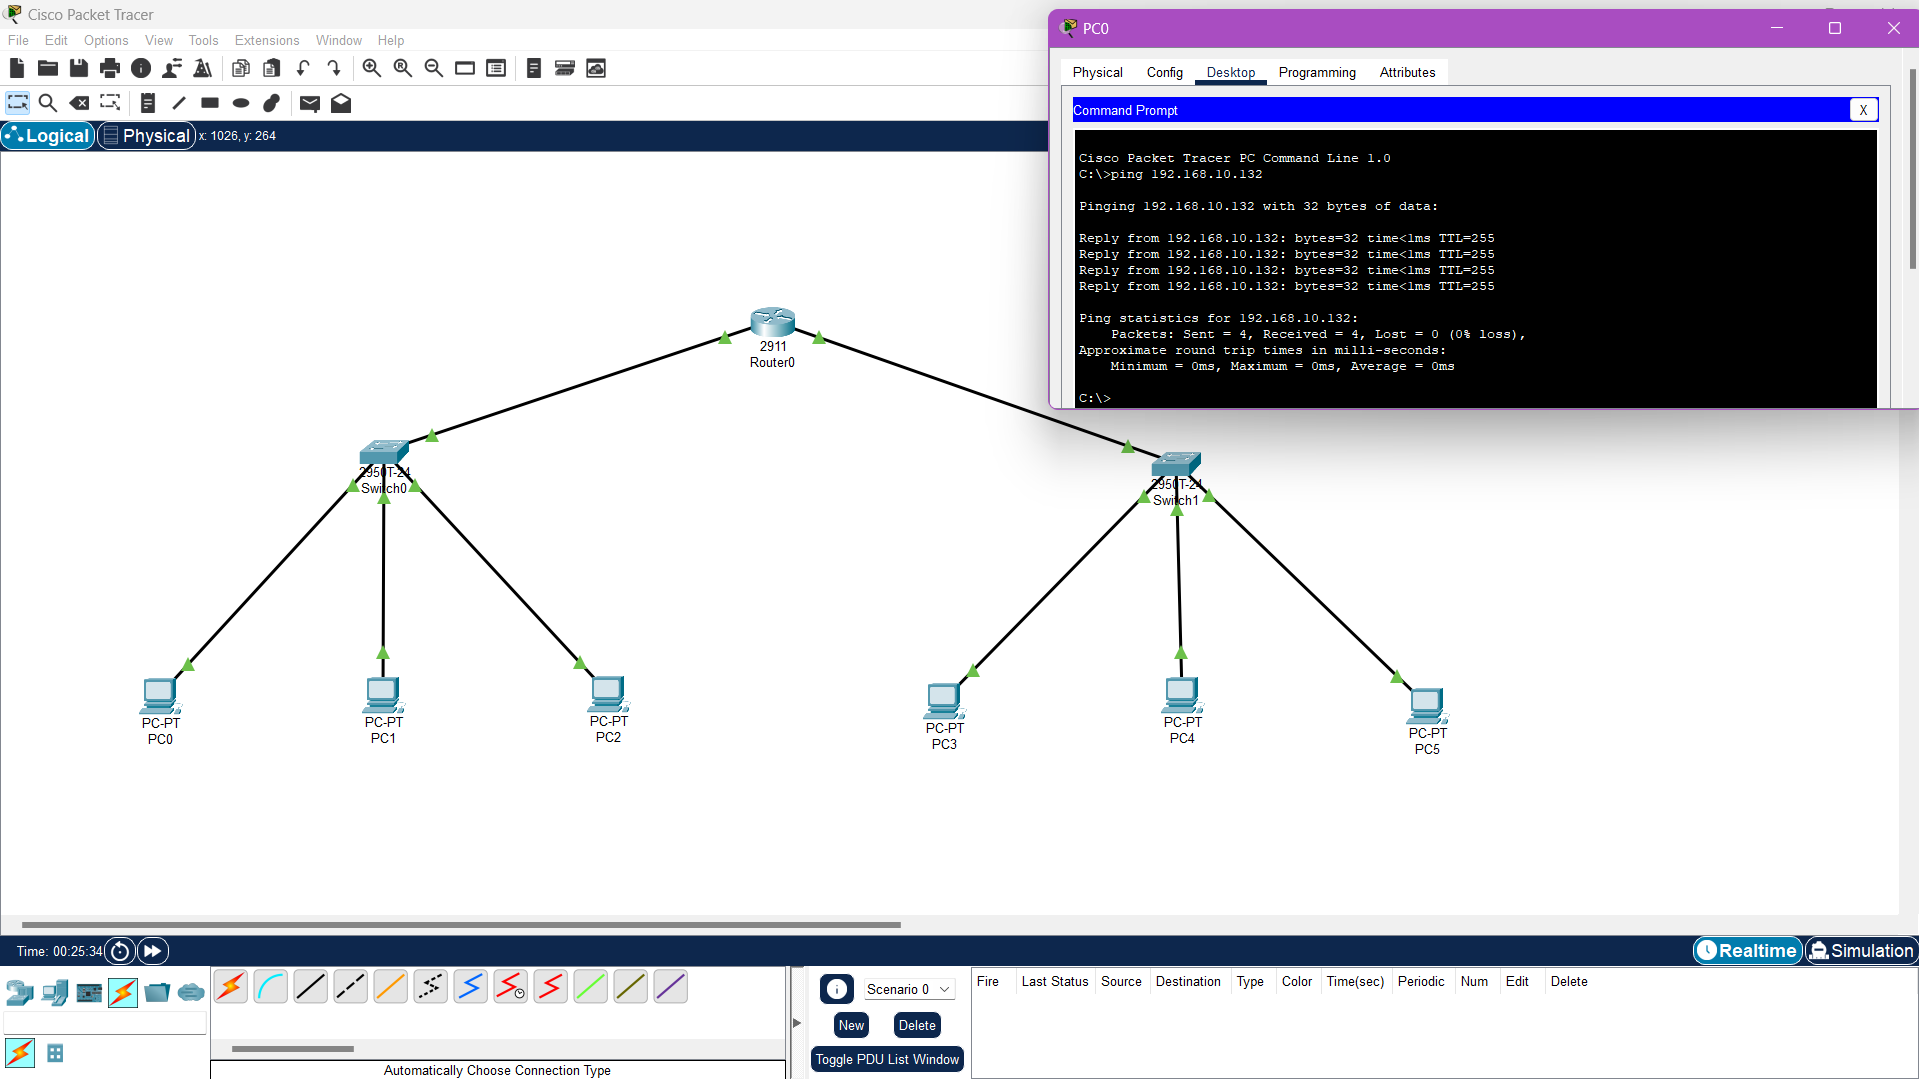 Cisco Packet Tracer
File Edit Options View Tools Extensions Window Help
Logical Physical x: 1026, y: 264
PC0
Physical Config Desktop Programming Attributes
Command Prompt
X
Cisco Packet Tracer PC Command Line 1.0
C:\>ping 192.168.10.132
Pinging 192.168.10.132 with 32 bytes of data:
Reply from 192.168.10.132: bytes=32 time<1ms TTL=255
Reply from 192.168.10.132: bytes=32 time<1ms TTL=255
Reply from 192.168.10.132: bytes=32 time<1ms TTL=255
Reply from 192.168.10.132: bytes=32 time<1ms TTL=255
Ping statistics for 192.168.10.132:
Packets: Sent = 4, Received = 4, Lost = 0 (0% loss),
Approximate round trip times in milli-seconds:
Minimum = 0ms, Maximum = 0ms, Average = 0ms
C:\>
2911
Router0
2950T-24
Switch0
2950T-24
Switch1
PC-PT
PC0
PC-PT
PC1
PC-PT
PC2
PC-PT
PC3
PC-PT
PC4
PC-PT
PC5
Time: 00:25:34
Realtime Simulation
Scenario 0
New Delete
Toggle PDU List Window
Fire Last Status Source Destination Type Color Time(sec) Periodic Num Edit Delete
Automatically Choose Connection Type